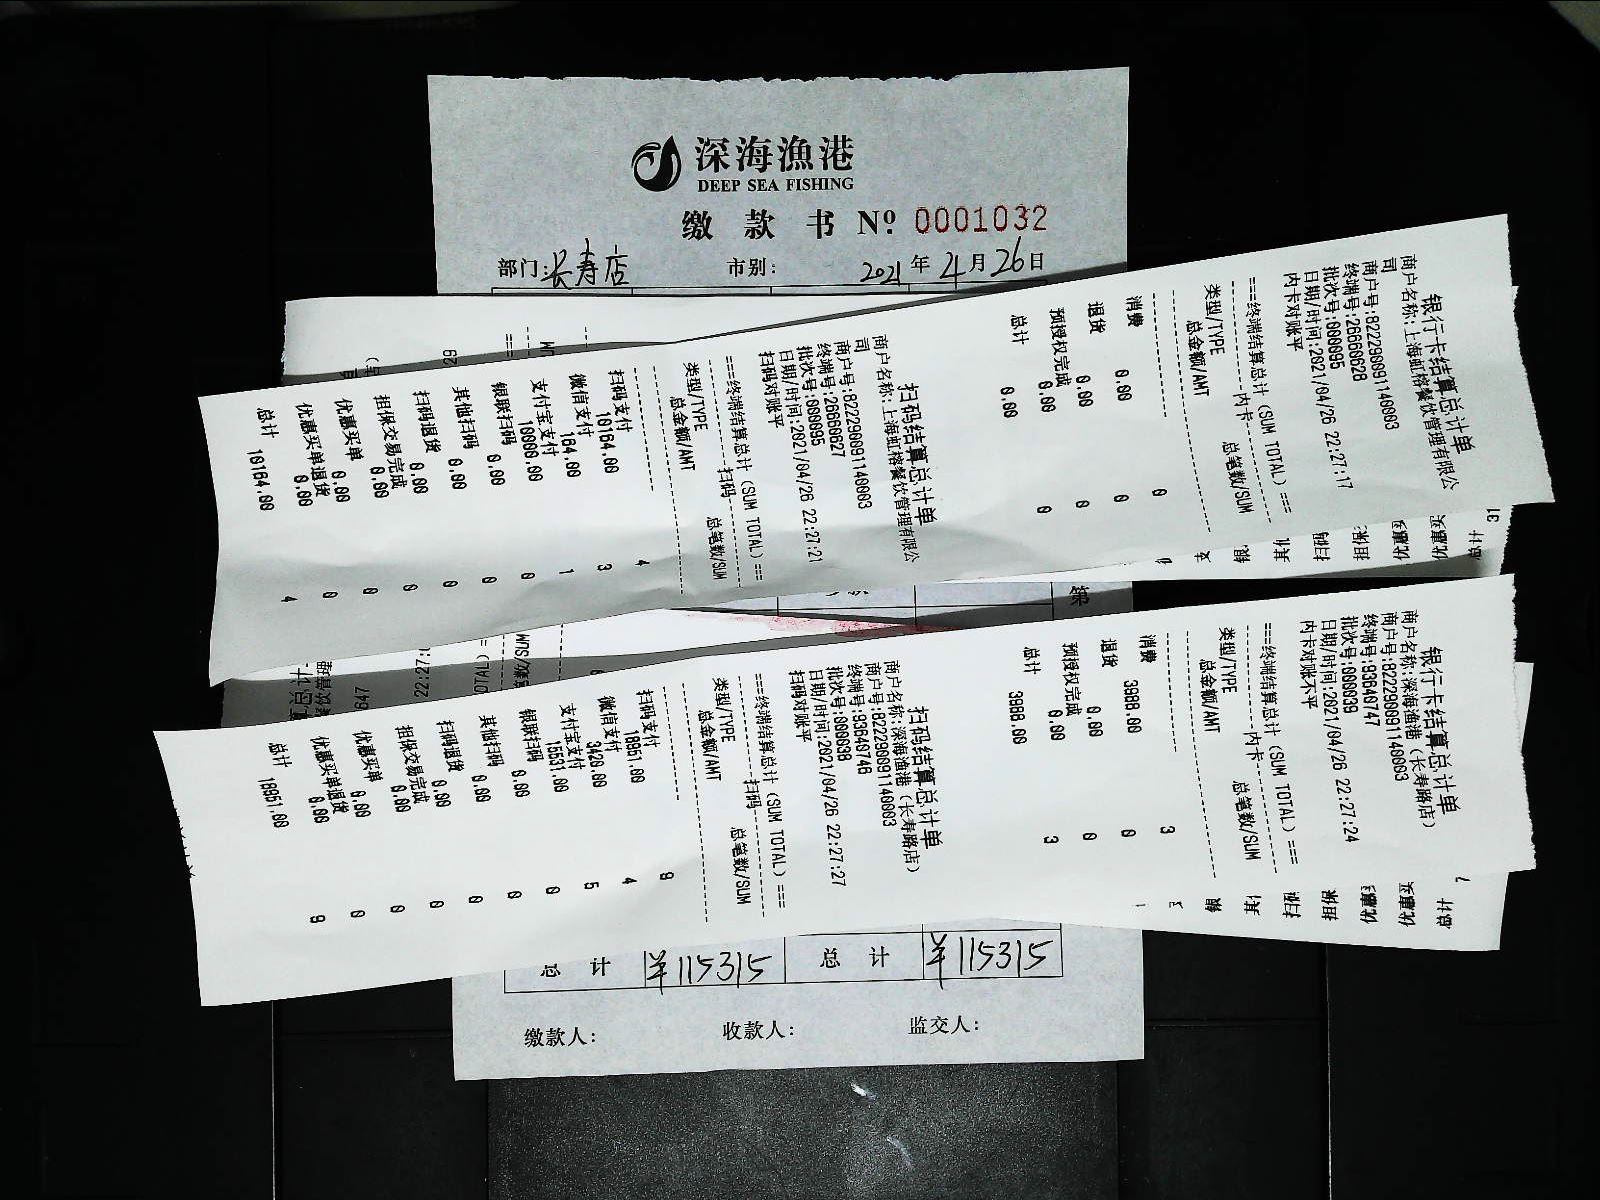 深海漁港
DEEP SEA FISHING
缴款书 Nº 0001032
部门:长寿店 市别: 2021年4月26日
银行卡结算总计单
商户名称:上海虹榕餐饮管理有限公
司
商户号:822290091140003
终端号:26669628
批次号:000095
日期/时间:2021/04/26 22:27:17
内卡对账平
===终端结算总计(SUM TOTAL)===
内卡
类型/TYPE 总笔数/SUM
总金额/AMT
消费 0
0.00
退货 0
0.00
预授权完成 0
0.00
总计
0.00
扫码结算总计单
商户名称:上海虹榕餐饮管理有限公
司
商户号:822290091140003
终端号:26669627
批次号:000095
日期/时间:2021/04/26 22:27:21
扫码对账平
===终端结算总计(SUM TOTAL)===
扫码
类型/TYPE 总笔数/SUM
总金额/AMT
扫码支付 4
10164.00
微信支付 3
164.00
支付宝支付 1
10000.00
银联扫码 0
0.00
其他扫码 0
0.00
扫码退货 0
0.00
担保交易完成 0
0.00
优惠买单 0
0.00
优惠买单退货 0
0.00
总计 4
10164.00
银行卡结算总计单
商户名称:深海渔港(长寿路店)
商户号:822290091140003
终端号:83640747
批次号:000039
日期/时间:2021/04/26 22:27:24
内卡对账不平
===终端结算总计(SUM TOTAL)===
内卡
类型/TYPE 总笔数/SUM
总金额/AMT
消费 3
3988.00
退货 0
0.00
预授权完成 0
0.00
总计 3
3988.00
扫码结算总计单
商户名称:深海渔港(长寿路店)
商户号:822290091140003
终端号:83640746
批次号:000038
日期/时间:2021/04/26 22:27:27
扫码对账平
===终端结算总计(SUM TOTAL)===
扫码
类型/TYPE 总笔数/SUM
总金额/AMT
扫码支付 9
18951.00
微信支付 4
3420.00
支付宝支付 5
15531.00
银联扫码 0
0.00
其他扫码 0
0.00
扫码退货 0
0.00
担保交易完成 0
0.00
优惠买单 0
0.00
优惠买单退货 0
0.00
总计 9
18951.00
总计 ¥115315 总计 ¥115315
缴款人: 收款人: 监交人: